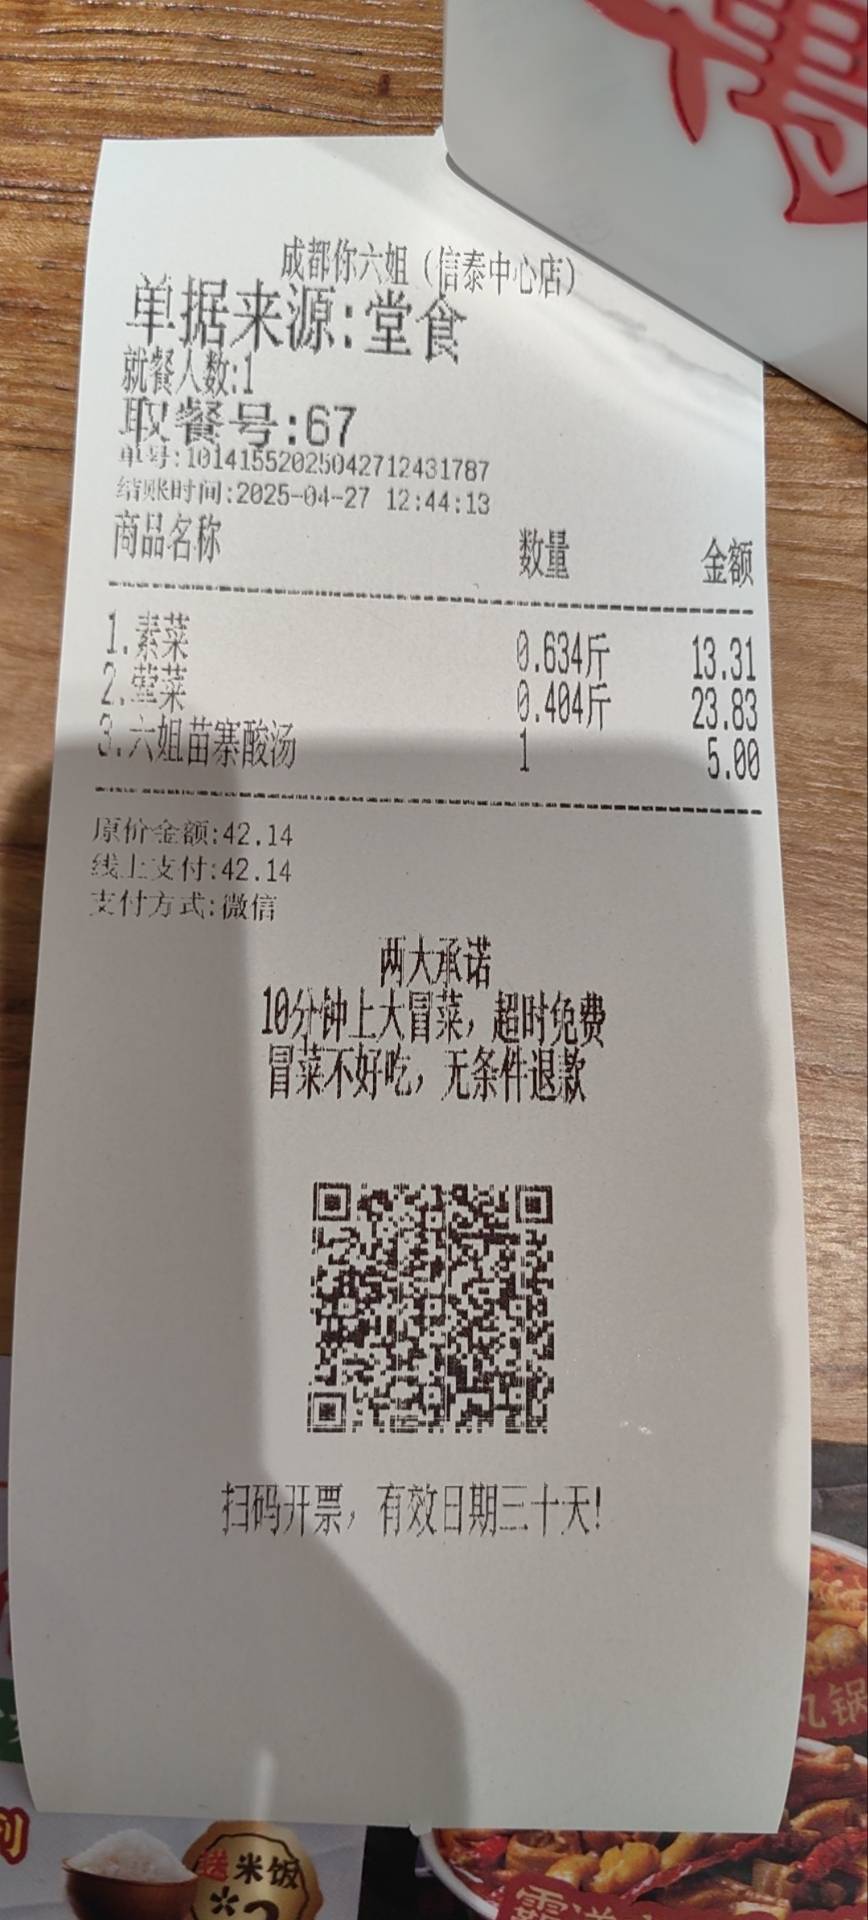 成都你六姐（信泰中心店）
单据来源:堂食
就餐人数:1
取餐号:67
单号:10141552025042712431787
结账时间:2025-04-27 12:44:13
商品名称 数量 金额
1.素菜 0.634斤 13.31
2.荤菜 0.404斤 23.83
3.六姐苗寨酸汤 1 5.00
原价金额:42.14
线上支付:42.14
支付方式:微信
两大承诺
10分钟上大冒菜，超时免费
冒菜不好吃，无条件退款
扫码开票，有效日期三十天!
锅
送米饭
霸道